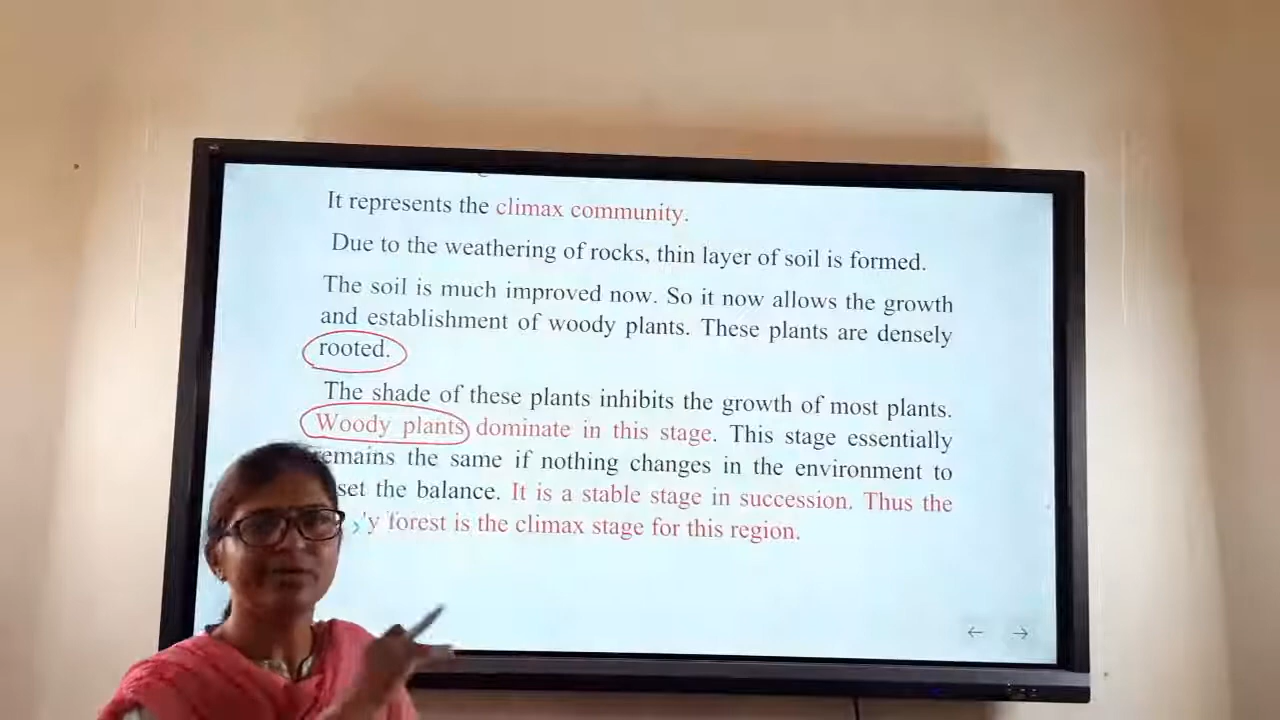 It represents the climax community.
Due to the weathering of rocks, thin layer of soil is formed.
The soil is much improved now. So it now allows the growth
and establishment of woody plants. These plants are densely
rooted.
The shade of these plants inhibits the growth of most plants.
Woody plants dominate in this stage. This stage essentially
remains the same if nothing changes in the environment to
set the balance. It is a stable stage in succession. Thus the
forest is the climax stage for this region.